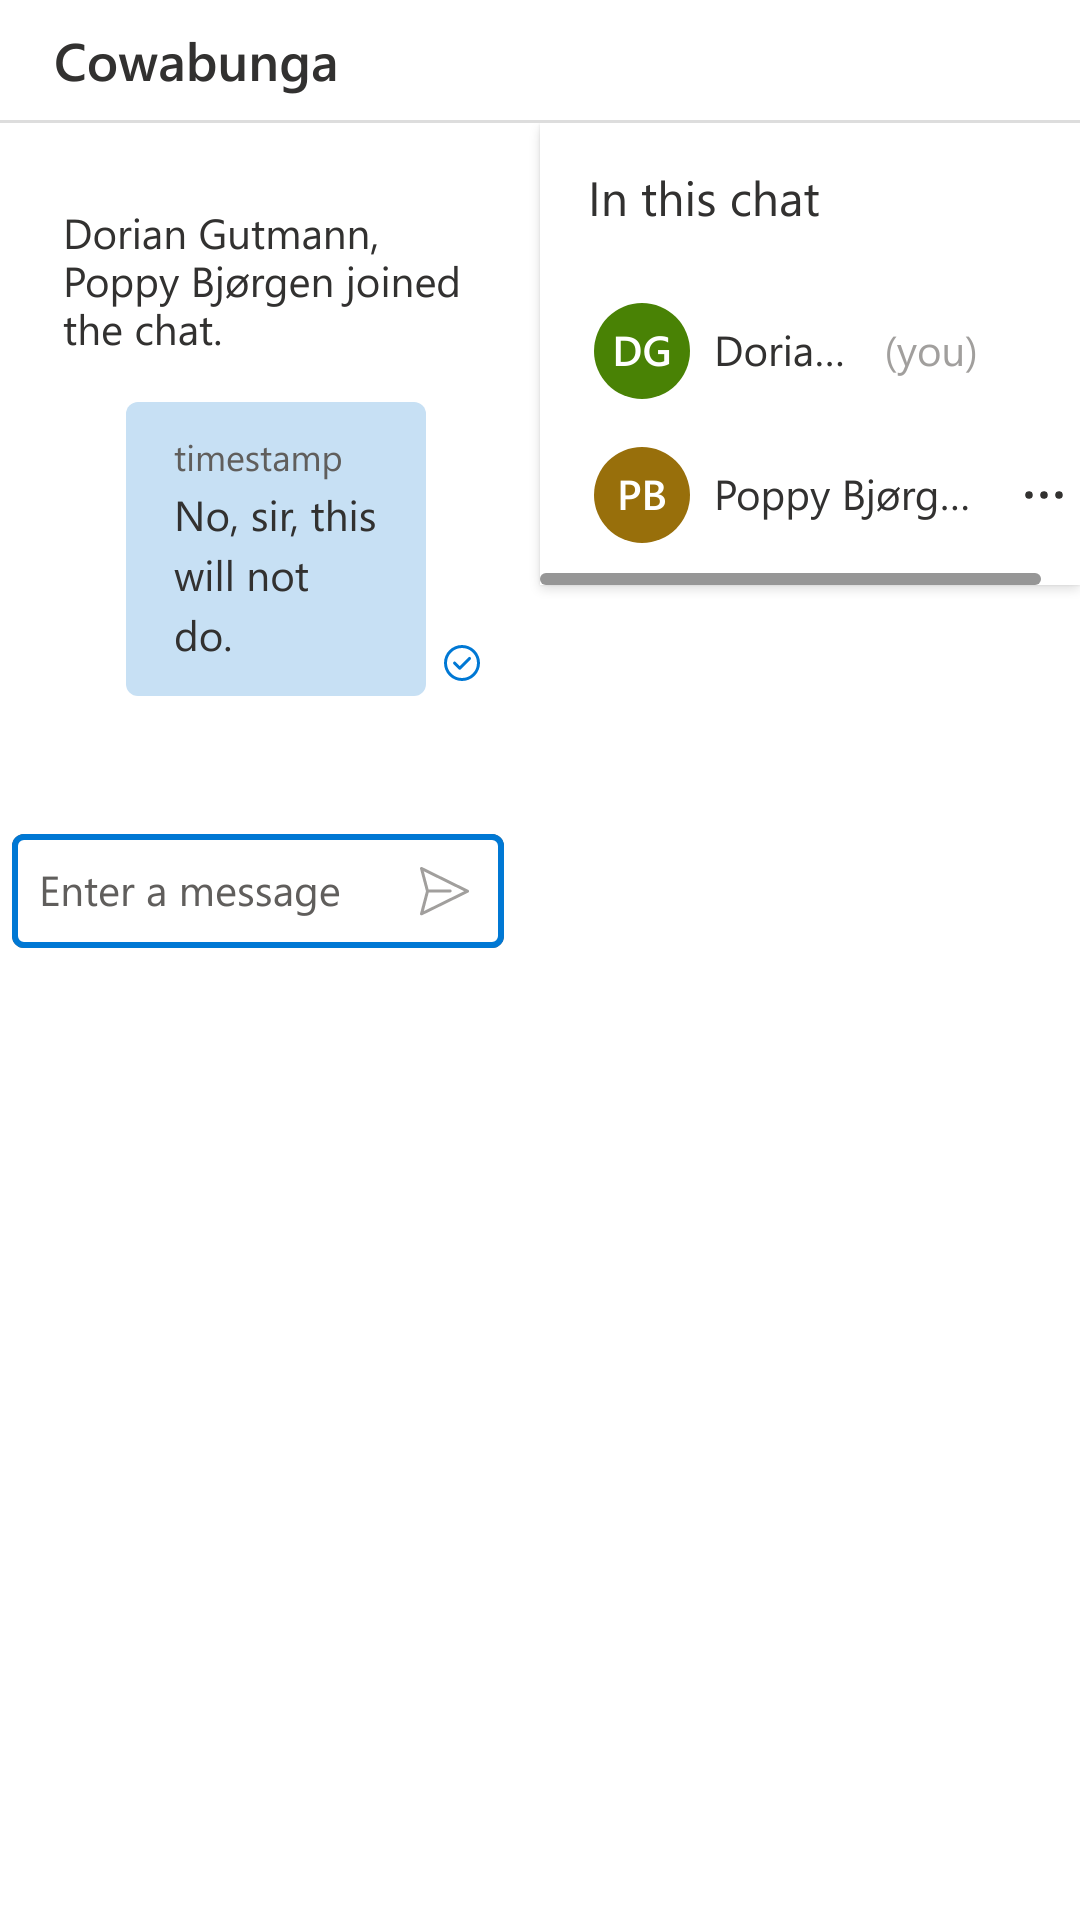 Cowabunga
Dorian Gutmann,
Poppy Bjørgen joined
the chat.
timestamp
No, sir, this
will not
do.
Enter a message
In this chat
DG Doria... (you)
PB Poppy Bjørg...